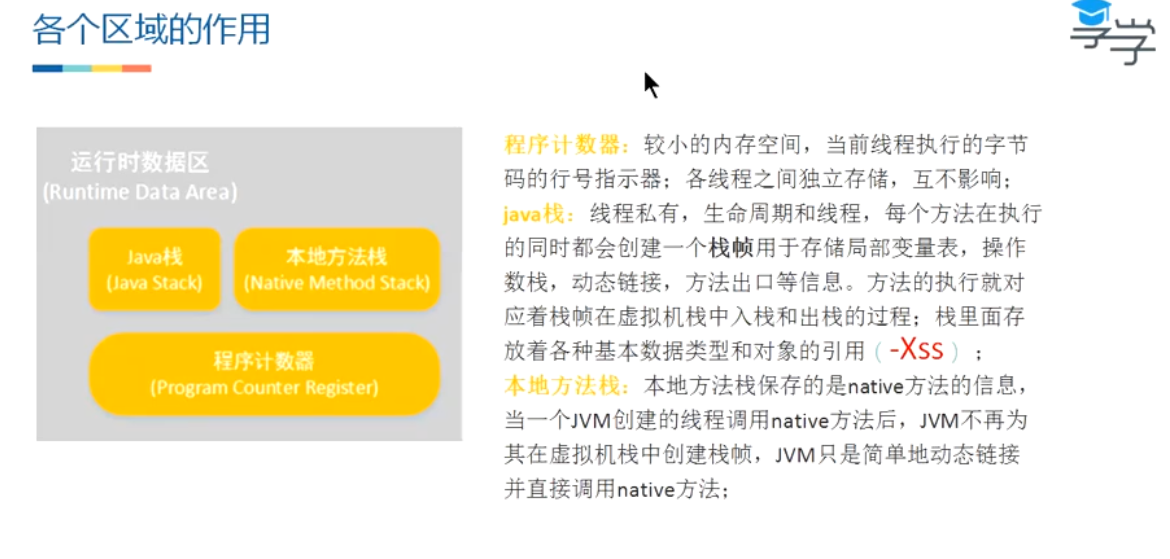 各个区域的作用
享学
运行时数据区
(Runtime Data Area)
Java栈
(Java Stack)
本地方法栈
(Native Method Stack)
程序计数器
(Program Counter Register)
程序计数器：较小的内存空间，当前线程执行的字节
码的行号指示器；各线程之间独立存储，互不影响；
java栈：线程私有，生命周期和线程，每个方法在执行
的同时都会创建一个栈帧用于存储局部变量表，操作
数栈，动态链接，方法出口等信息。方法的执行就对
应着栈帧在虚拟机栈中入栈和出栈的过程；栈里面存
放着各种基本数据类型和对象的引用（-Xss）；
本地方法栈：本地方法栈保存的是native方法的信息，
当一个JVM创建的线程调用native方法后，JVM不再为
其在虚拟机栈中创建栈帧，JVM只是简单地动态链接
并直接调用native方法；